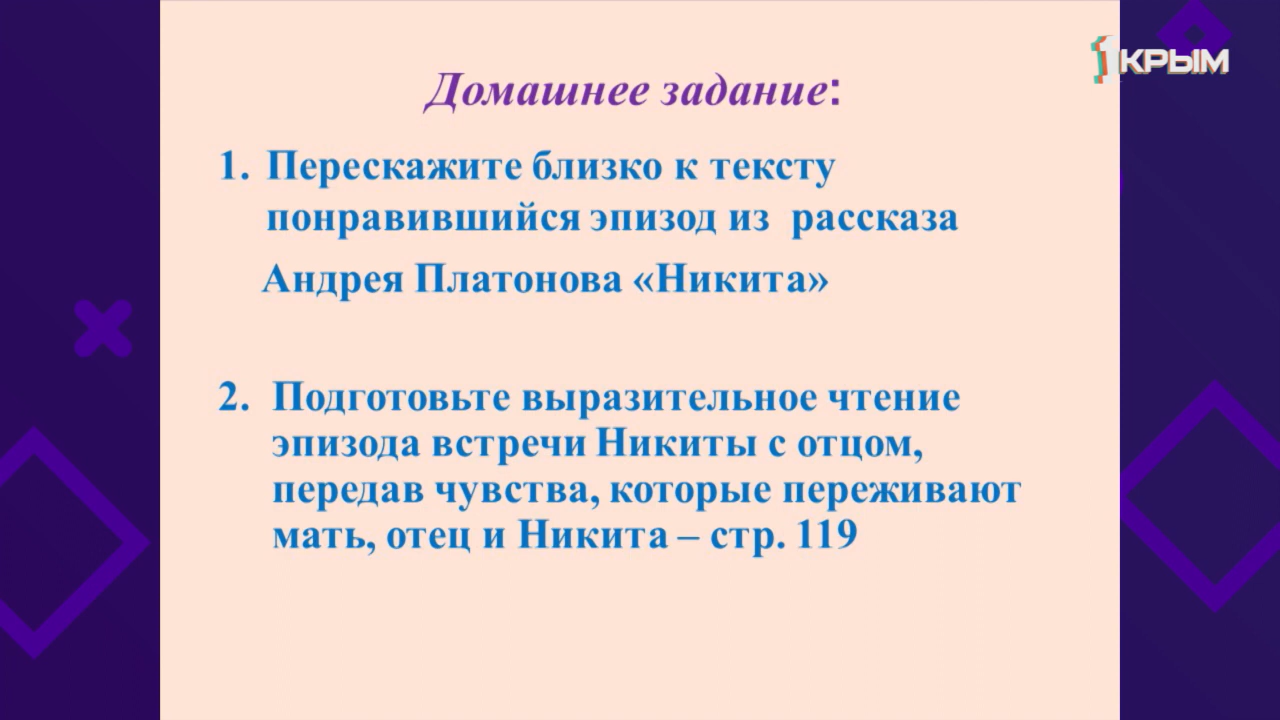 1КРЫМ
Домашнее задание:
1. Перескажите близко к тексту
понравившийся эпизод из рассказа
Андрея Платонова «Никита»
2. Подготовьте выразительное чтение
эпизода встречи Никиты с отцом,
передав чувства, которые переживают
мать, отец и Никита – стр. 119